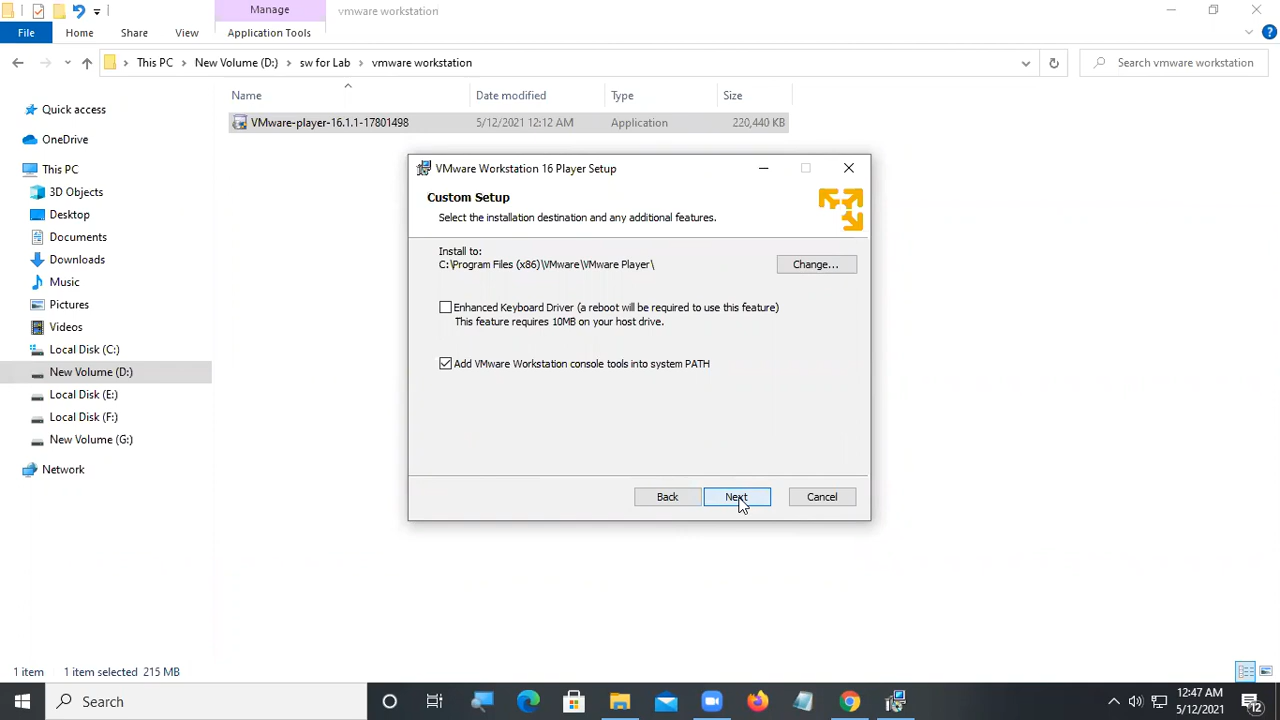 Manage
vmware workstation
File
Home
Share
View
Application Tools
This PC
New Volume (D:)
sw for Lab
vmware workstation
Search vmware workstation
Name
Date modified
Type
Size
VMware-player-16.1.1-17801498
5/12/2021 12:12 AM
Application
220,440 KB
Quick access
OneDrive
This PC
3D Objects
Desktop
Documents
Downloads
Music
Pictures
Videos
Local Disk (C:)
New Volume (D:)
Local Disk (E:)
Local Disk (F:)
New Volume (G:)
Network
VMware Workstation 16 Player Setup
Custom Setup
Select the installation destination and any additional features.
Install to:
C:\Program Files (x86)\VMware\VMware Player\
Change...
Enhanced Keyboard Driver (a reboot will be required to use this feature)
This feature requires 10MB on your host drive.
Add VMware Workstation console tools into system PATH
Back
Next
Cancel
1 item
1 item selected 215 MB
Search
12:47 AM
5/12/2021
12